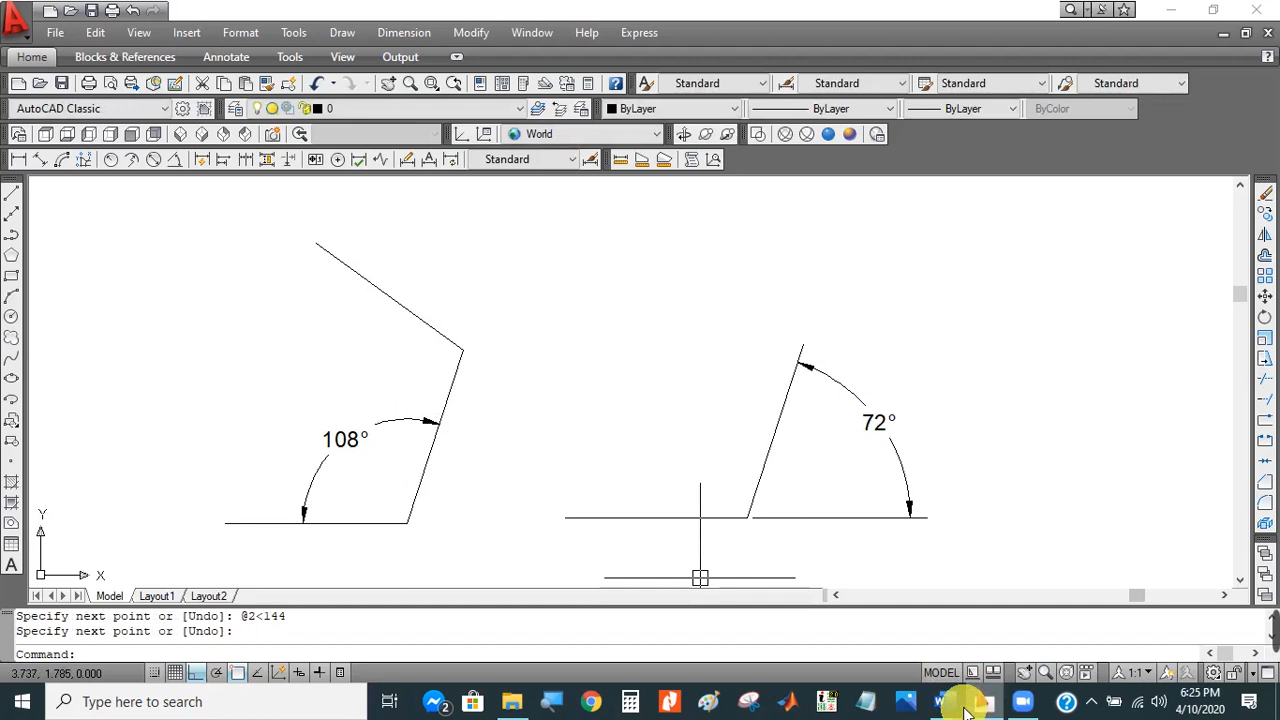 File Edit View Insert Format Tools Draw Dimension Modify Window Help Express
Home Blocks & References Annotate Tools View Output
Standard Standard Standard Standard
AutoCAD Classic 0 ByLayer ByLayer ByLayer ByColor
World
Standard
108°
72°
Y
X
Model Layout1 Layout2
Specify next point or [Undo]: @2<144
Specify next point or [Undo]:
Command:
3.737, 1.785, 0.000 MODEL 1:1
Type here to search
2
6:25 PM
4/10/2020